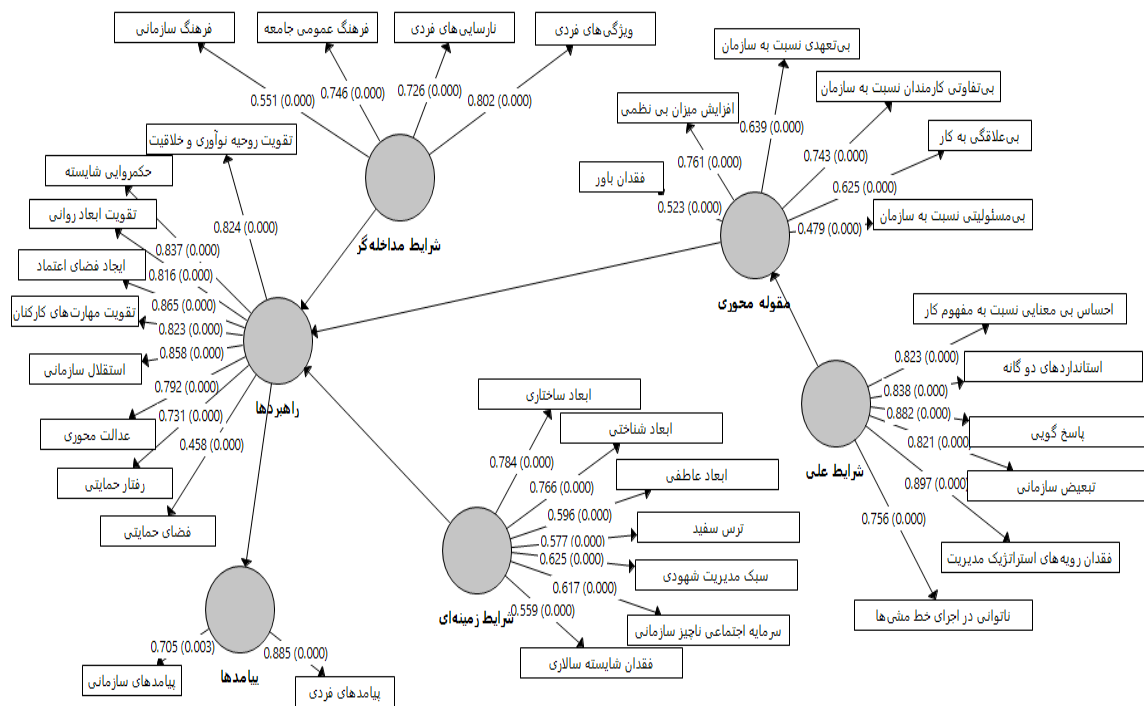 فرهنگ سازمانی
فرهنگ عمومی جامعه
نارسایی‌های فردی
ویژگی‌های فردی
0.551 (0.000)
0.746 (0.000)
0.726 (0.000)
0.802 (0.000)
شرایط مداخله‌گر
بی‌تعهدی نسبت به سازمان
بی‌تفاوتی کارمندان نسبت به سازمان
افزایش میزان بی نظمی
بی‌علاقگی به کار
فقدان باور
بی‌مسئولیتی نسبت به سازمان
0.639 (0.000)
0.743 (0.000)
0.761 (0.000)
0.625 (0.000)
0.523 (0.000)
0.479 (0.000)
مقوله محوری
تقویت روحیه نوآوری و خلاقیت
حکمروایی شایسته
تقویت ابعاد روانی
ایجاد فضای اعتماد
تقویت مهارت‌های کارکنان
استقلال سازمانی
عدالت محوری
رفتار حمایتی
فضای حمایتی
0.824 (0.000)
0.837 (0.000)
0.816 (0.000)
0.865 (0.000)
0.823 (0.000)
0.858 (0.000)
0.792 (0.000)
0.731 (0.000)
0.458 (0.000)
راهبردها
احساس بی معنایی نسبت به مفهوم کار
استانداردهای دو گانه
پاسخ گویی
تبعیض سازمانی
فقدان رویه‌های استراتژیک مدیریت
ناتوانی در اجرای خط مشی‌ها
0.823 (0.000)
0.838 (0.000)
0.882 (0.000)
0.821 (0.000)
0.897 (0.000)
0.756 (0.000)
شرایط علی
ابعاد ساختاری
ابعاد شناختی
ابعاد عاطفی
ترس سفید
سبک مدیریت شهودی
سرمایه اجتماعی ناچیز سازمانی
فقدان شایسته سالاری
0.784 (0.000)
0.766 (0.000)
0.596 (0.000)
0.577 (0.000)
0.625 (0.000)
0.617 (0.000)
0.559 (0.000)
شرایط زمینه‌ای
0.705 (0.003)
0.885 (0.000)
پیامدهای سازمانی
پیامدهای فردی
پیامدها